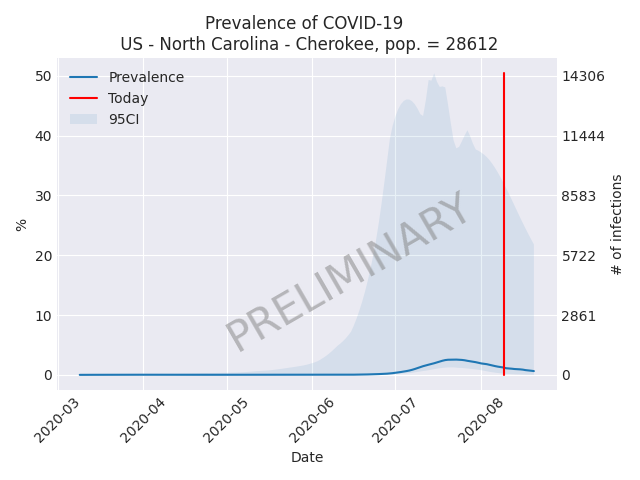 Prevalence of COVID-19
US - North Carolina - Cherokee, pop. = 28612
Prevalence
Today
95CI
PRELIMINARY
50
40
30
20
10
0
%
14306
11444
8583
5722
2861
0
# of infections
2020-03
2020-04
2020-05
2020-06
2020-07
2020-08
Date